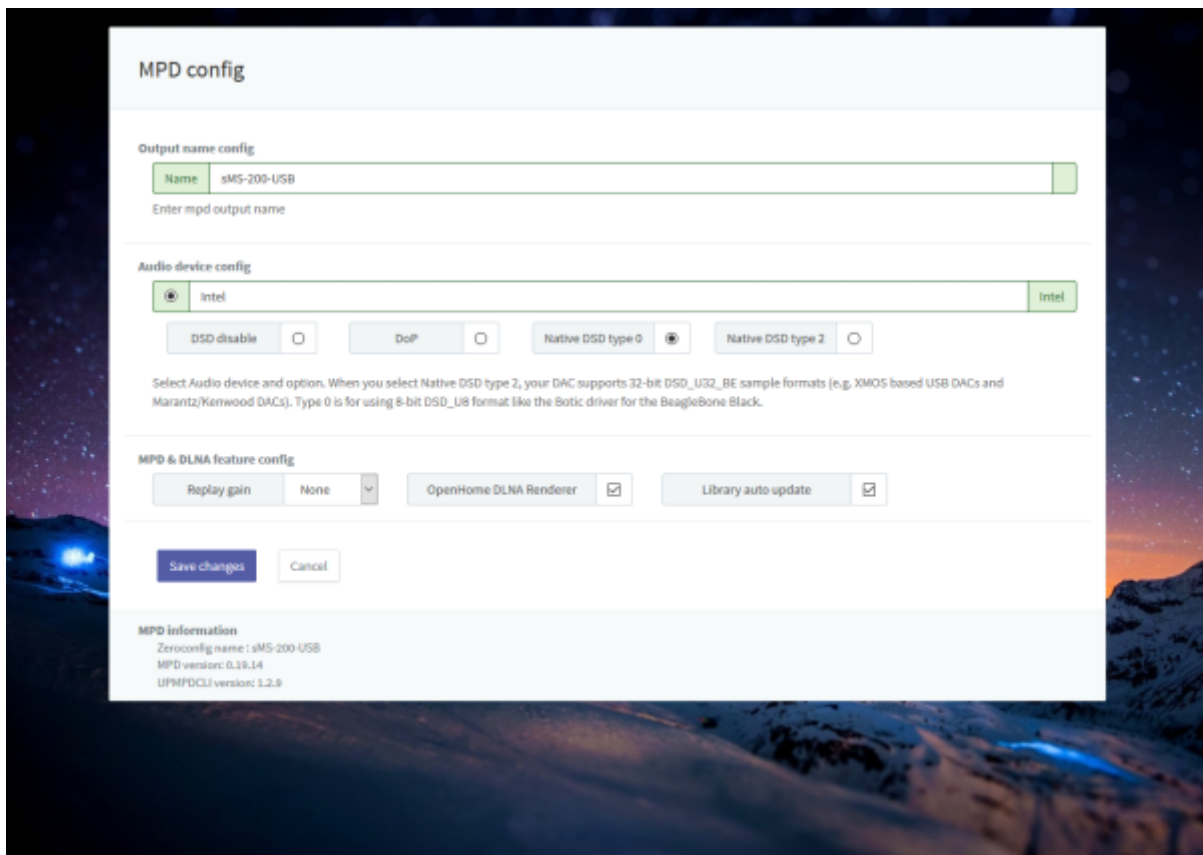 MPD config
Output name config
Name sMS-200-USB
Enter mpd output name
Audio device config
Intel Intel
DSD disable DoP Native DSD type 0 Native DSD type 2
Select Audio device and option. When you select Native DSD type 2, your DAC supports 32-bit DSD_U32_BE sample formats (e.g. XMOS based USB DACs and
Marantz/Kenwood DACs). Type 0 is for using 8-bit DSD_U8 format like the Botic driver for the BeagleBone Black.
MPD & DLNA feature config
Replay gain None OpenHome DLNA Renderer Library auto update
Save changes Cancel
MPD information
Zeroconfig name : sMS-200-USB
MPD version: 0.19.14
UPMPDCLI version: 1.2.9